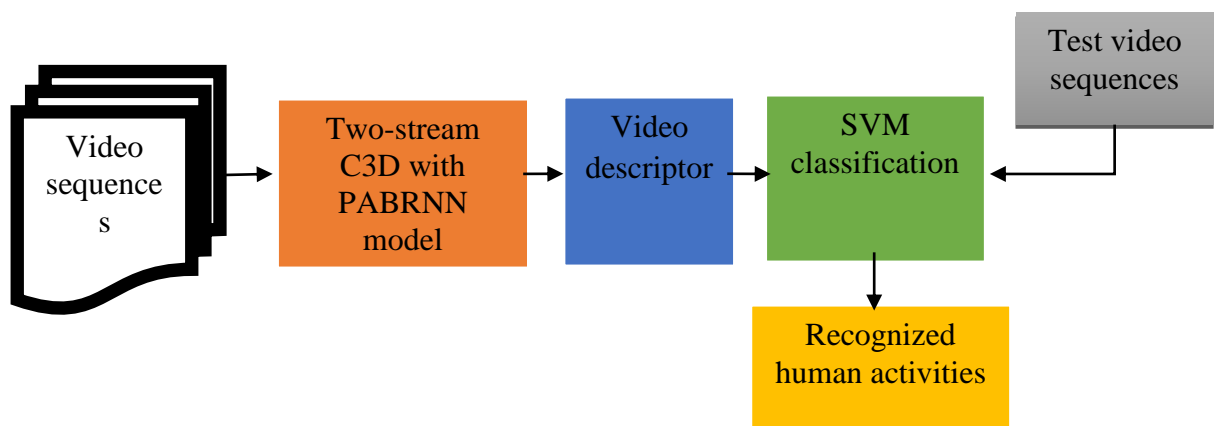 Video
sequence
s
Two-stream
C3D with
PABRNN
model
Video
descriptor
SVM
classification
Test video
sequences
Recognized
human activities